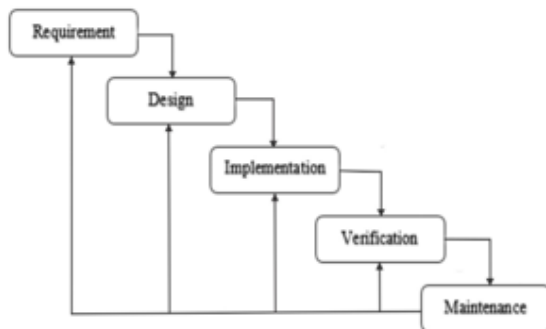 Requirement
Design
Implementation
Verification
Maintenance